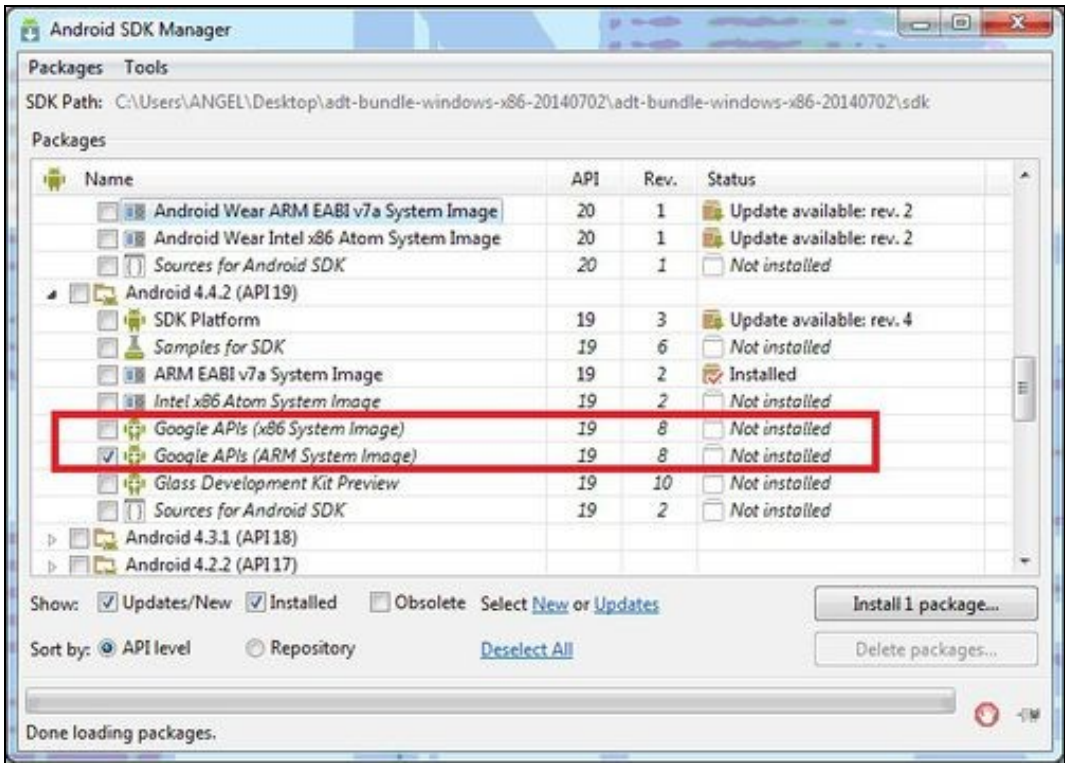 Android SDK Manager
Packages Tools
SDK Path: C:\Users\ANGEL\Desktop\adt-bundle-windows-x86-20140702\adt-bundle-windows-x86-20140702\sdk
Packages
Name API Rev. Status
Android Wear ARM EABI v7a System Image 20 1 Update available: rev. 2
Android Wear Intel x86 Atom System Image 20 1 Update available: rev. 2
Sources for Android SDK 20 1 Not installed
Android 4.4.2 (API 19)
SDK Platform 19 3 Update available: rev. 4
Samples for SDK 19 6 Not installed
ARM EABI v7a System Image 19 2 Installed
Intel x86 Atom System Image 19 2 Not installed
Google APIs (x86 System Image) 19 8 Not installed
Google APIs (ARM System Image) 19 8 Not installed
Glass Development Kit Preview 19 10 Not installed
Sources for Android SDK 19 2 Not installed
Android 4.3.1 (API 18)
Android 4.2.2 (API 17)
Show: Updates/New Installed Obsolete Select New or Updates Install 1 package...
Sort by: API level Repository Deselect All Delete packages...
Done loading packages.